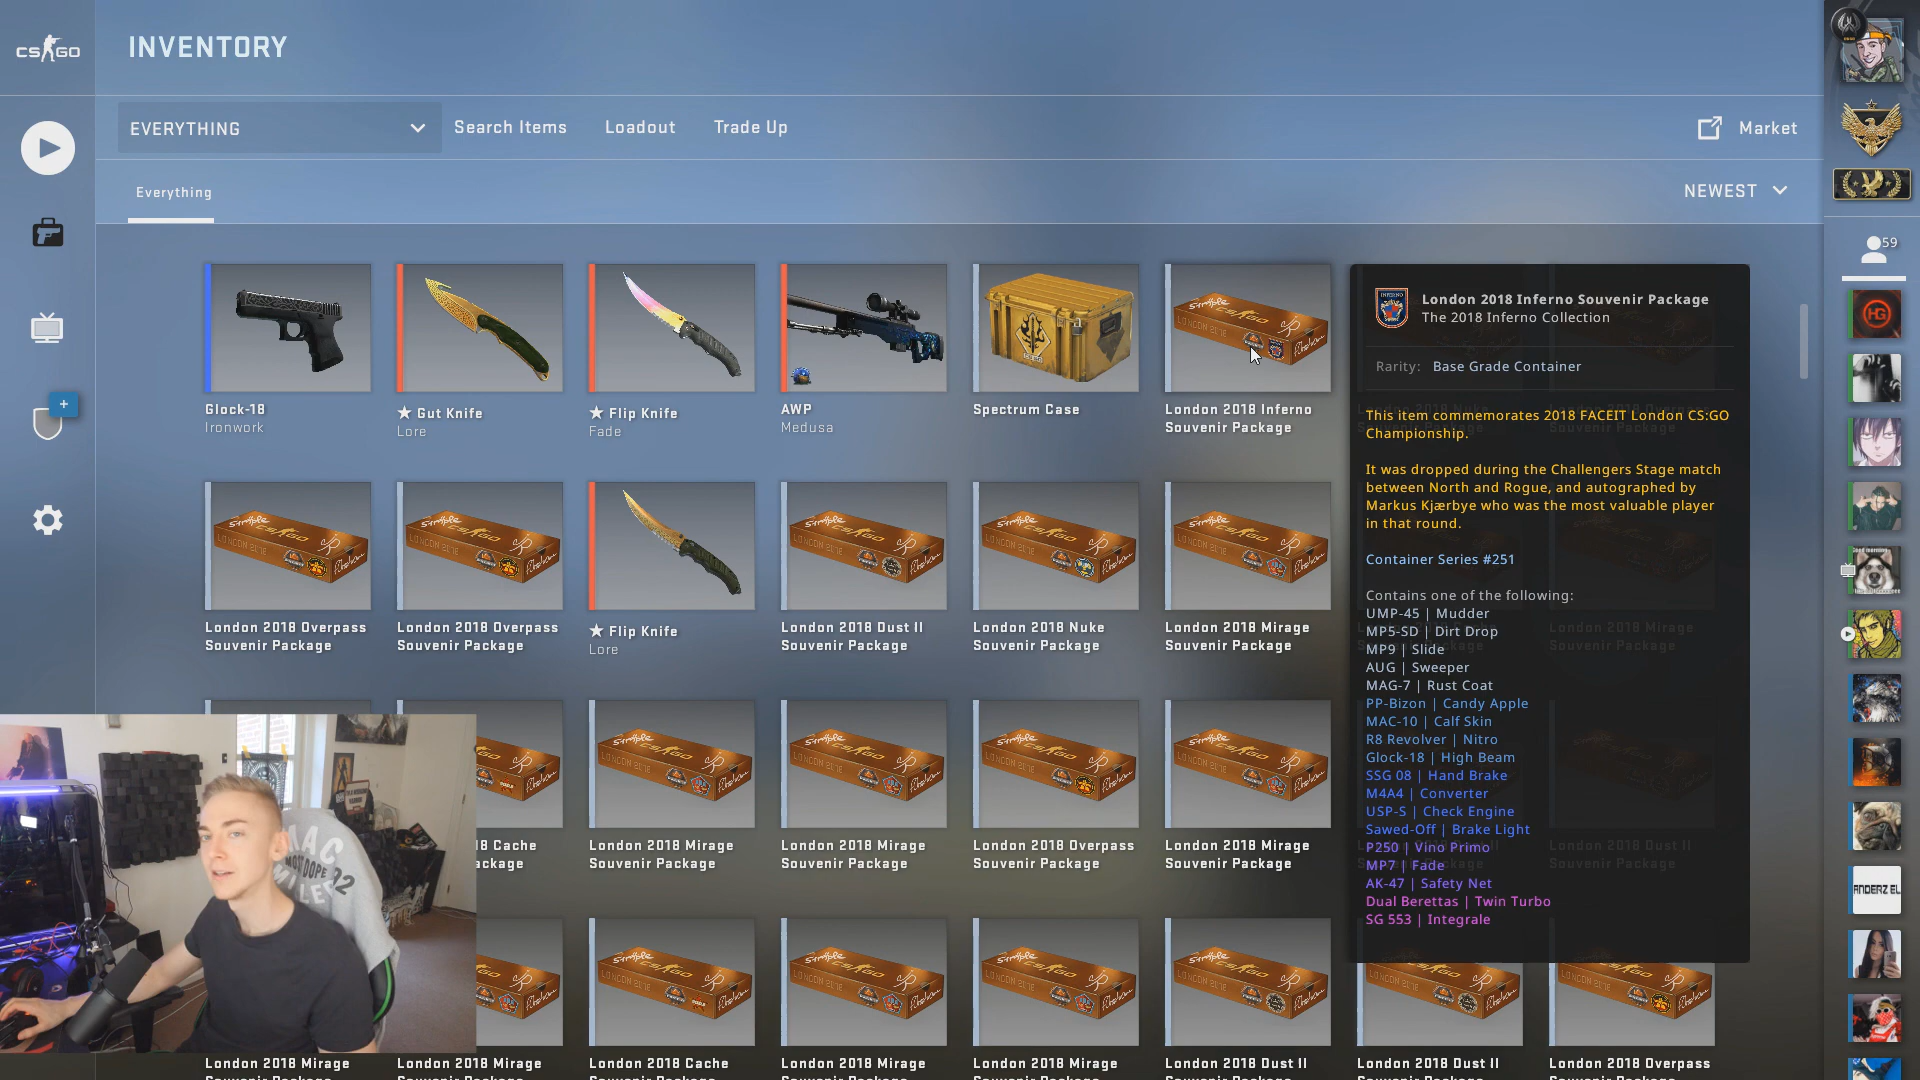 CS GO
INVENTORY
EVERYTHING
Search Items
Loadout
Trade Up
Market
Everything
NEWEST
59
Glock-18
Ironwork
★ Gut Knife
Lore
★ Flip Knife
Fade
AWP
Medusa
Spectrum Case
London 2018 Inferno
Souvenir Package
London 2018 Inferno Souvenir Package
The 2018 Inferno Collection
Rarity: Base Grade Container
This item commemorates 2018 FACEIT London CS:GO
Championship.
It was dropped during the Challengers Stage match
between North and Rogue, and autographed by
Markus Kjærbye who was the most valuable player
in that round.
Container Series #251
Contains one of the following:
UMP-45 | Mudder
MP5-SD | Dirt Drop
MP9 | Slide
AUG | Sweeper
MAG-7 | Rust Coat
PP-Bizon | Candy Apple
MAC-10 | Calf Skin
R8 Revolver | Nitro
Glock-18 | High Beam
SSG 08 | Hand Brake
M4A4 | Converter
USP-S | Check Engine
Sawed-Off | Brake Light
P250 | Vino Primo
MP7 | Fade
AK-47 | Safety Net
Dual Berettas | Twin Turbo
SG 553 | Integrale
London 2018 Overpass
Souvenir Package
London 2018 Overpass
Souvenir Package
★ Flip Knife
Lore
London 2018 Dust II
Souvenir Package
London 2018 Nuke
Souvenir Package
London 2018 Mirage
Souvenir Package
8 Cache
ackage
London 2018 Mirage
Souvenir Package
London 2018 Mirage
Souvenir Package
London 2018 Overpass
Souvenir Package
London 2018 Mirage
Souvenir Package
London 2018 Mirage
London 2018 Mirage
London 2018 Cache
London 2018 Mirage
London 2018 Mirage
London 2018 Dust II
London 2018 Dust II
London 2018 Overpass
HG
ANDERZ EL